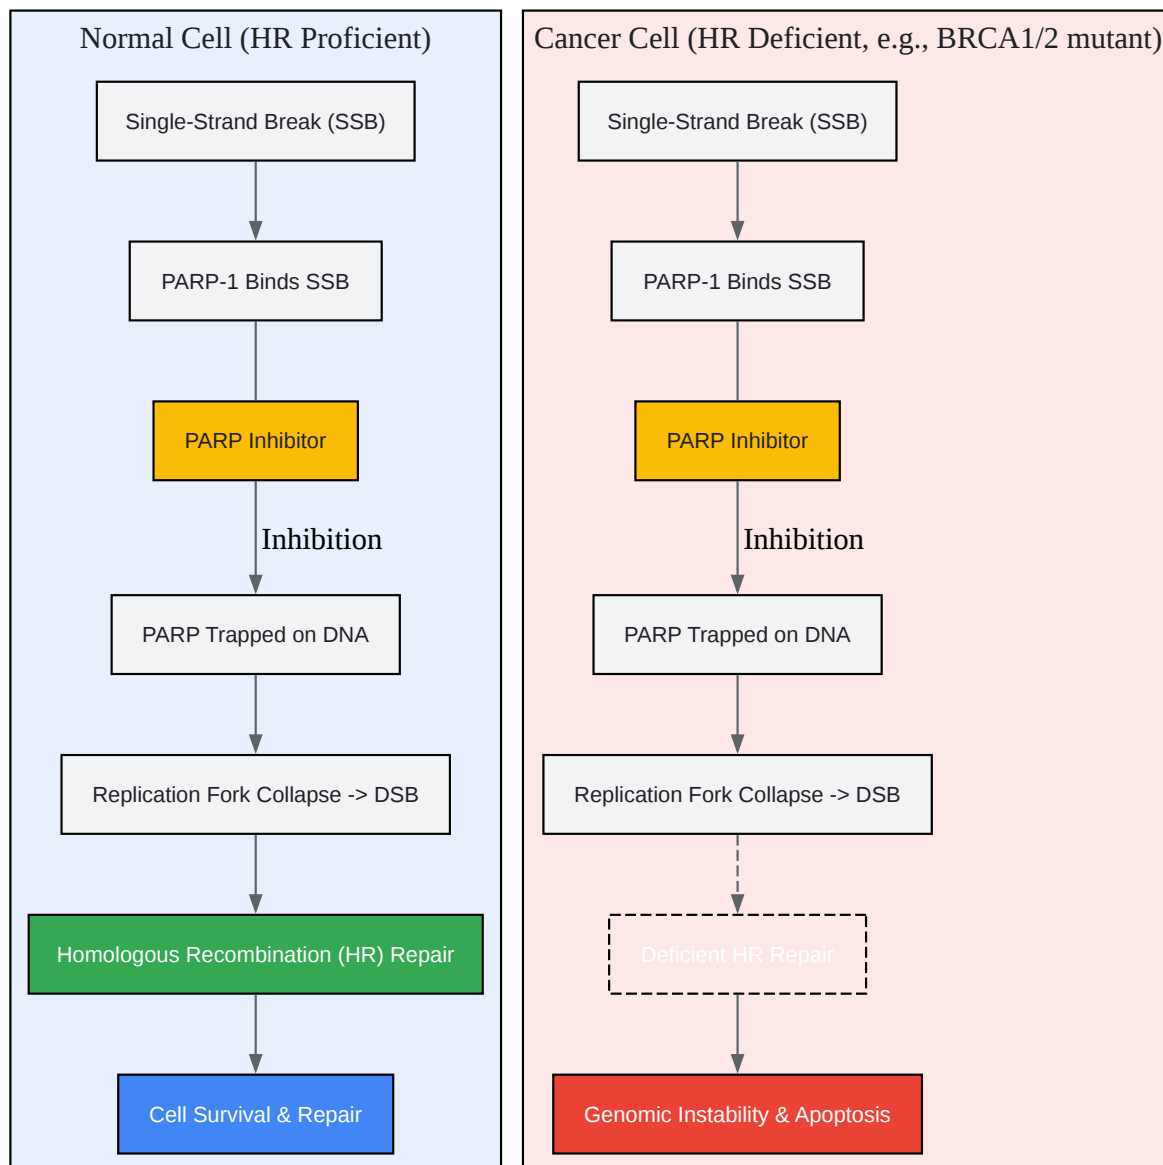 Normal Cell (HR Proficient)
Single-Strand Break (SSB)
PARP-1 Binds SSB
PARP Inhibitor
Inhibition
PARP Trapped on DNA
Replication Fork Collapse -> DSB
Homologous Recombination (HR) Repair
Cell Survival & Repair
Cancer Cell (HR Deficient, e.g., BRCA1/2 mutant)
Single-Strand Break (SSB)
PARP-1 Binds SSB
PARP Inhibitor
Inhibition
PARP Trapped on DNA
Replication Fork Collapse -> DSB
Deficient HR Repair
Genomic Instability & Apoptosis